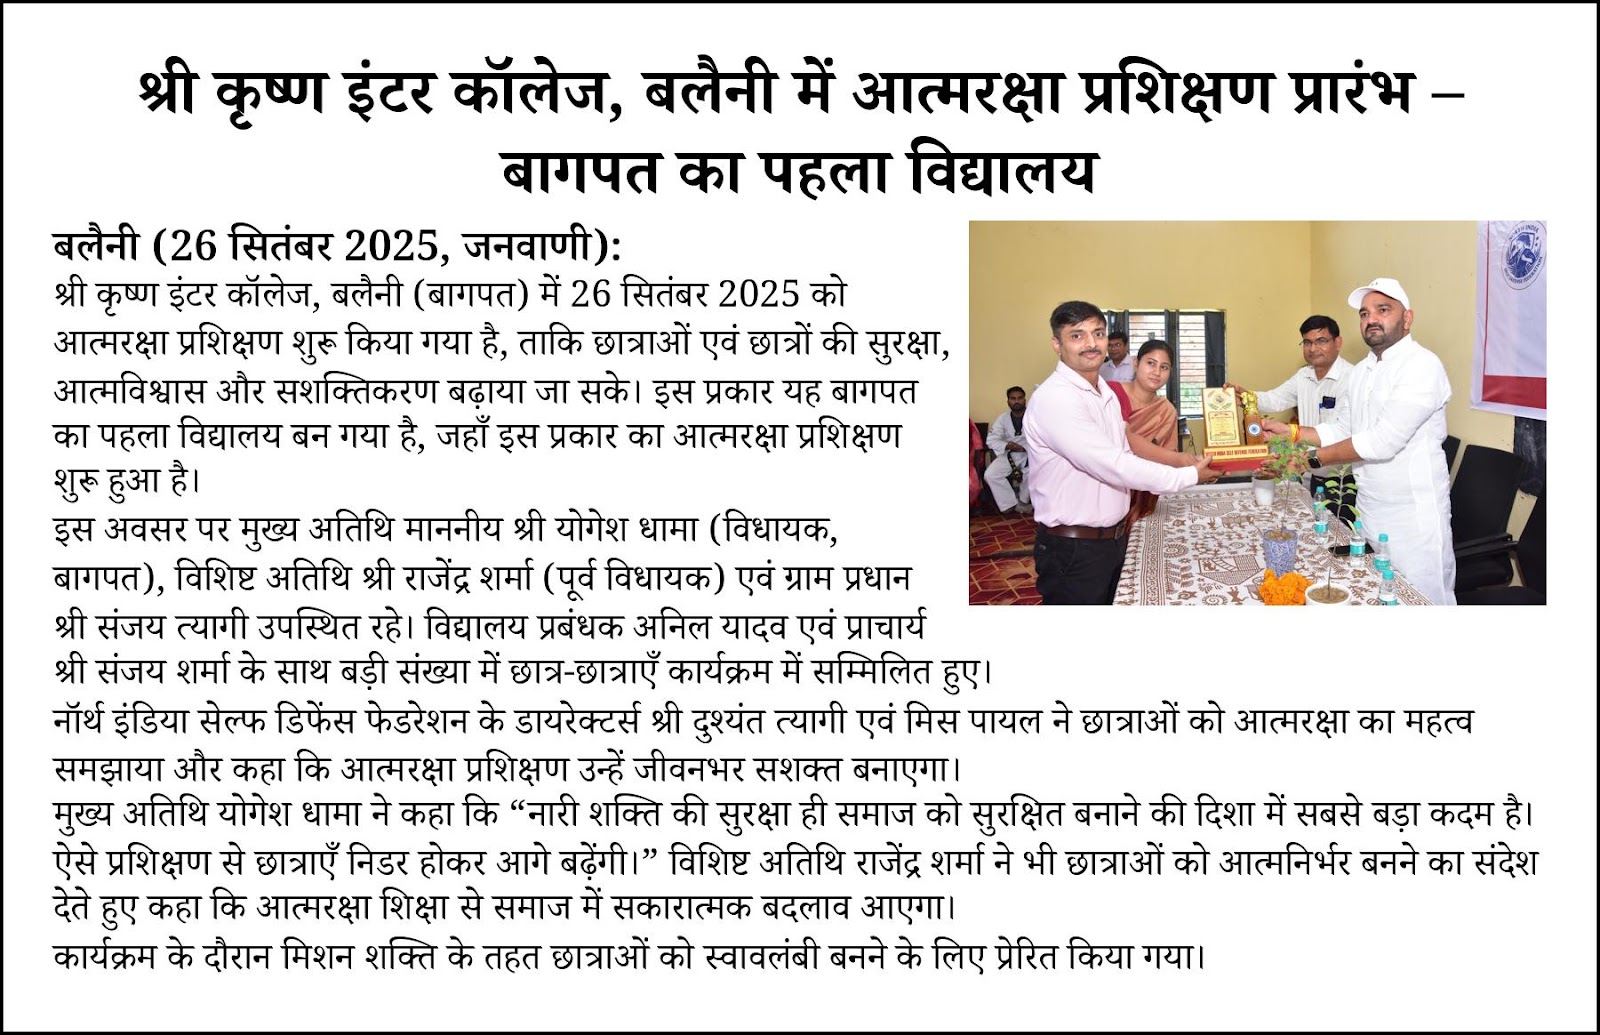 श्री कृष्ण इंटर कॉलेज, बलैनी में आत्मरक्षा प्रशिक्षण प्रारंभ –
बागपत का पहला विद्यालय
बलैनी (26 सितंबर 2025, जनवाणी):
श्री कृष्ण इंटर कॉलेज, बलैनी (बागपत) में 26 सितंबर 2025 को
आत्मरक्षा प्रशिक्षण शुरू किया गया है, ताकि छात्राओं एवं छात्रों की सुरक्षा,
आत्मविश्वास और सशक्तिकरण बढ़ाया जा सके। इस प्रकार यह बागपत
का पहला विद्यालय बन गया है, जहाँ इस प्रकार का आत्मरक्षा प्रशिक्षण
शुरू हुआ है।
इस अवसर पर मुख्य अतिथि माननीय श्री योगेश धामा (विधायक,
बागपत), विशिष्ट अतिथि श्री राजेंद्र शर्मा (पूर्व विधायक) एवं ग्राम प्रधान
श्री संजय त्यागी उपस्थित रहे। विद्यालय प्रबंधक अनिल यादव एवं प्राचार्य
श्री संजय शर्मा के साथ बड़ी संख्या में छात्र-छात्राएँ कार्यक्रम में सम्मिलित हुए।
नॉर्थ इंडिया सेल्फ डिफेंस फेडरेशन के डायरेक्टर्स श्री दुश्यंत त्यागी एवं मिस पायल ने छात्राओं को आत्मरक्षा का महत्व
समझाया और कहा कि आत्मरक्षा प्रशिक्षण उन्हें जीवनभर सशक्त बनाएगा।
मुख्य अतिथि योगेश धामा ने कहा कि “नारी शक्ति की सुरक्षा ही समाज को सुरक्षित बनाने की दिशा में सबसे बड़ा कदम है।
ऐसे प्रशिक्षण से छात्राएँ निडर होकर आगे बढ़ेंगी।” विशिष्ट अतिथि राजेंद्र शर्मा ने भी छात्राओं को आत्मनिर्भर बनने का संदेश
देते हुए कहा कि आत्मरक्षा शिक्षा से समाज में सकारात्मक बदलाव आएगा।
कार्यक्रम के दौरान मिशन शक्ति के तहत छात्राओं को स्वावलंबी बनने के लिए प्रेरित किया गया।